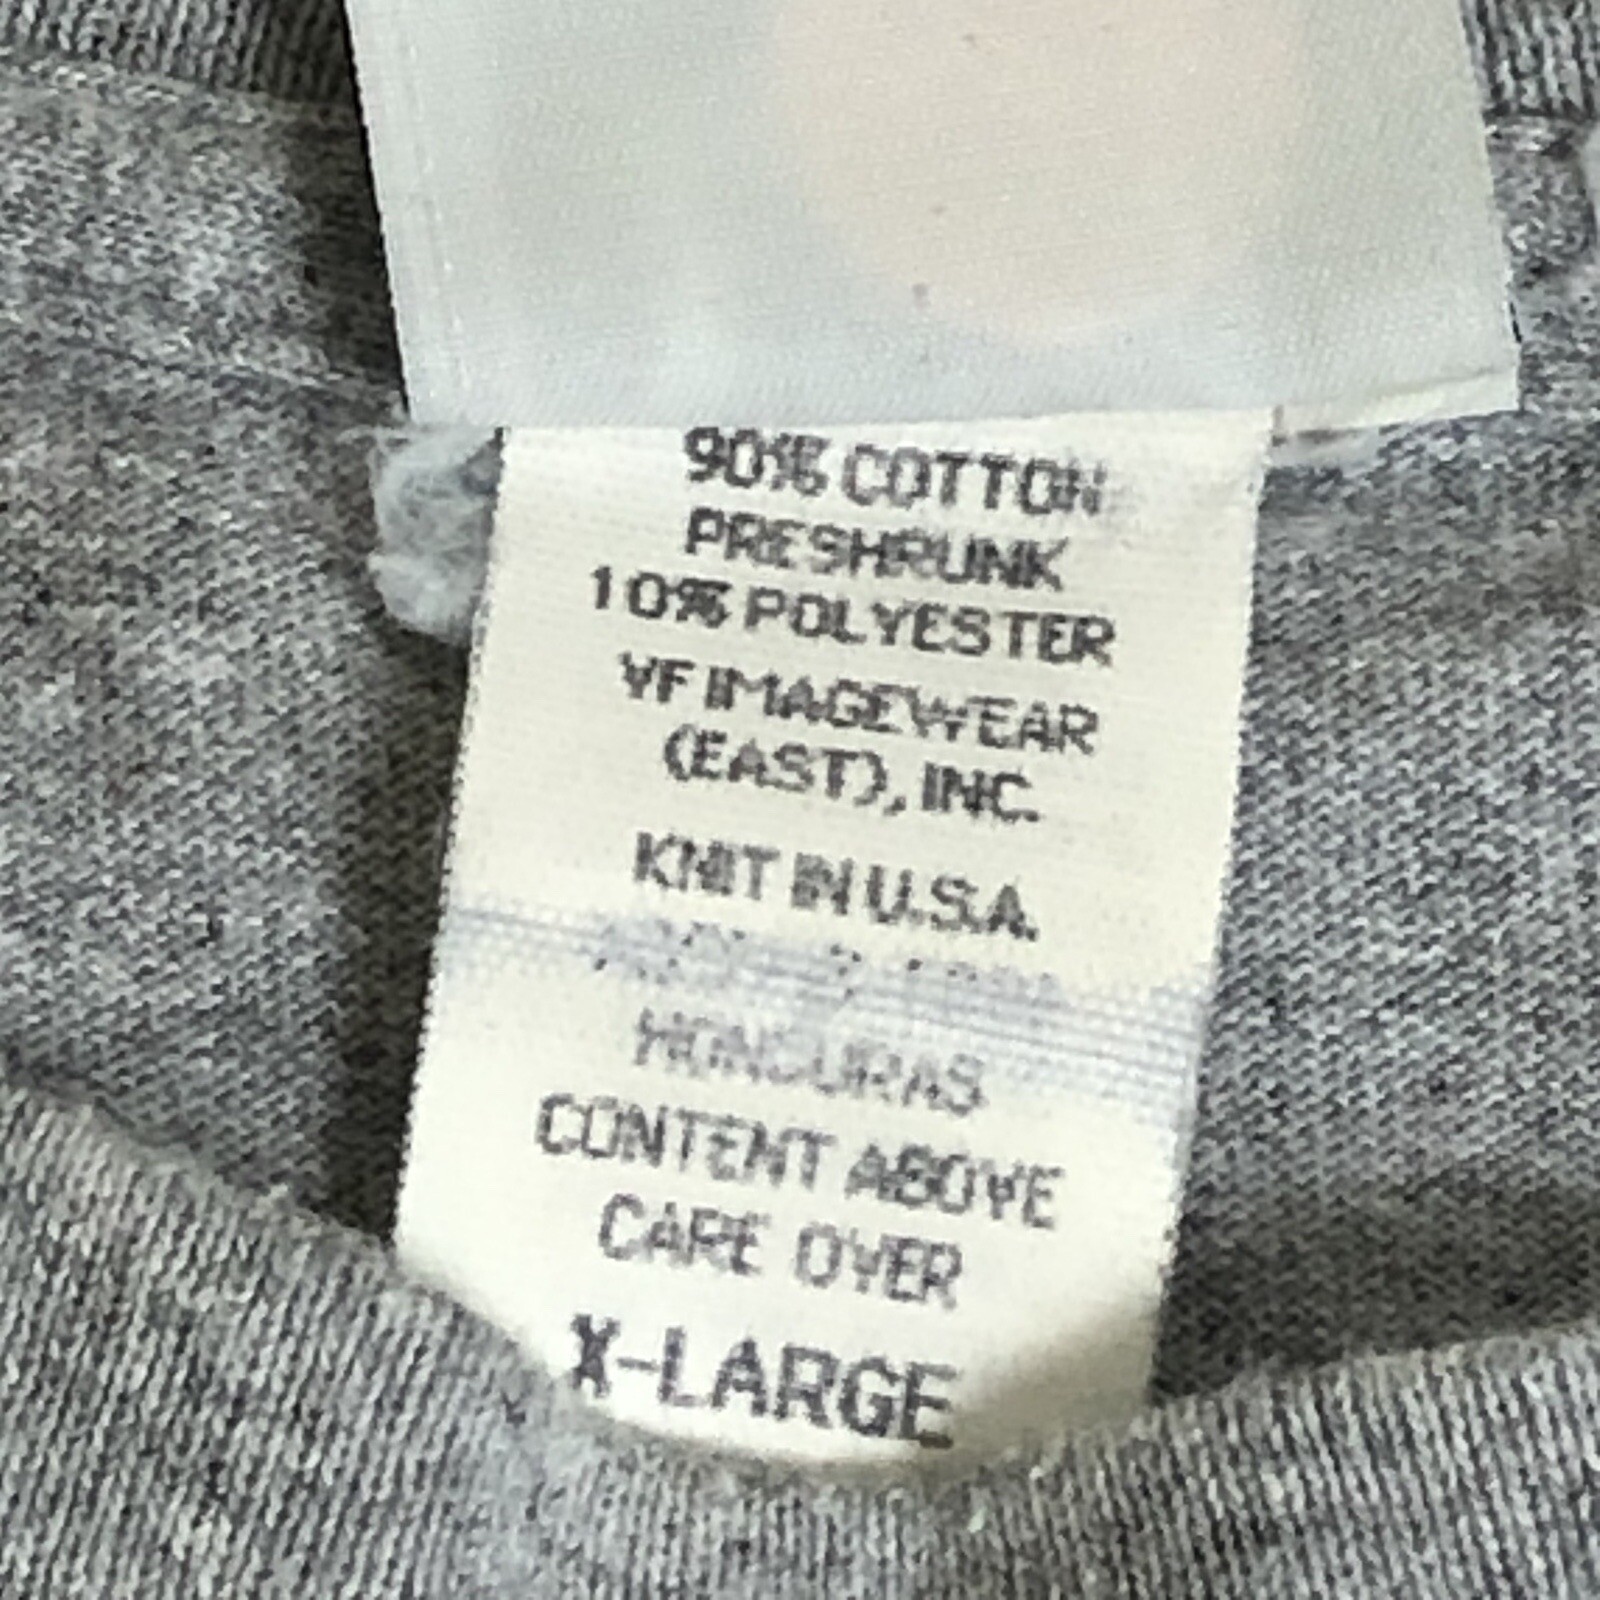 90% COTTON
PRESHRUNK
10% POLYESTER
VF IMAGEWEAR
(EAST), INC.
KNIT IN U.S.A.
HONDURAS
CONTENT ABOVE
CARE OVER
X-LARGE